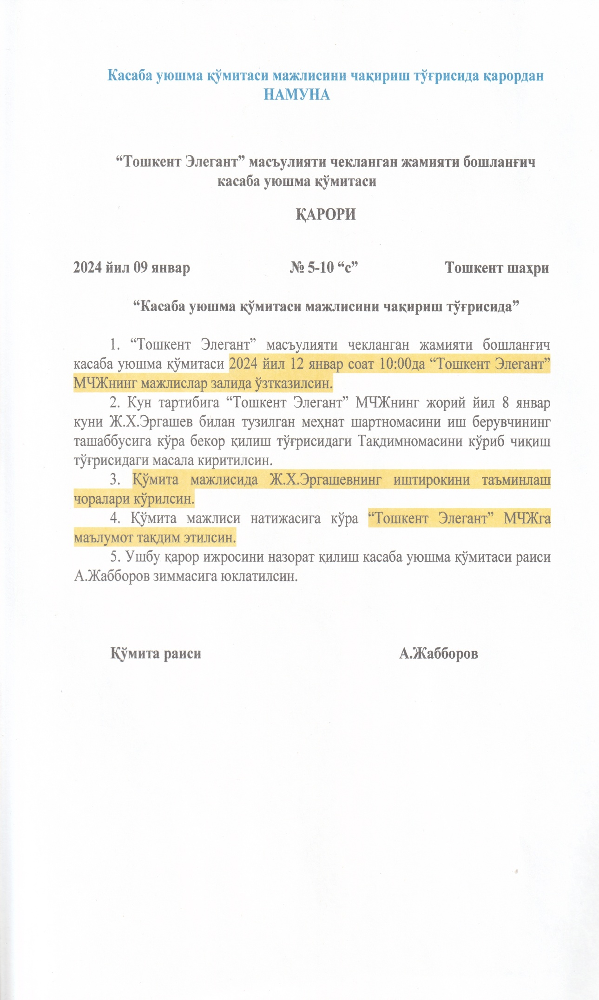 Касаба уюшма қўмитаси мажлисини чақириш тўғрисида қарордан
НАМУНА
“Тошкент Элегант” масъулияти чекланган жамияти бошланғич
касаба уюшма қўмитаси
ҚАРОРИ
2024 йил 09 январ № 5-10 “с” Тошкент шаҳри
“Касаба уюшма қўмитаси мажлисини чақириш тўғрисида”
1. “Тошкент Элегант” масъулияти чекланган жамияти бошланғич
касаба уюшма қўмитаси 2024 йил 12 январ соат 10:00да “Тошкент Элегант”
МЧЖнинг мажлислар залида ўзтказилсин.
2. Кун тартибига “Тошкент Элегант” МЧЖнинг жорий йил 8 январ
куни Ж.Х.Эргашев билан тузилган меҳнат шартномасини иш берувчининг
ташаббусига кўра бекор қилиш тўғрисидаги Тақдимномасини кўриб чиқиш
тўғрисидаги масала киритилсин.
3. Қўмита мажлисида Ж.Х.Эргашевнинг иштирокини таъминлаш
чоралари кўрилсин.
4. Қўмита мажлиси натижасига кўра “Тошкент Элегант” МЧЖга
маълумот тақдим этилсин.
5. Ушбу қарор ижросини назорат қилиш касаба уюшма қўмитаси раиси
А.Жабборов зиммасига юклатилсин.
Қўмита раиси А.Жабборов